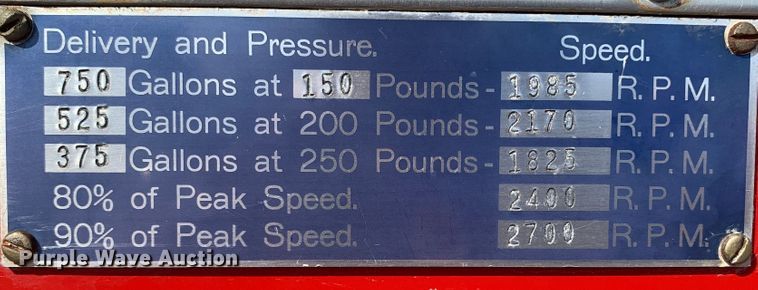 Delivery and Pressure. Speed.
750 Gallons at 150 Pounds - 1985 R. P. M.
525 Gallons at 200 Pounds - 2170 R. P. M.
375 Gallons at 250 Pounds - 1825 R. P. M.
80% of Peak Speed. 2400 R. P. M.
90% of Peak Speed. 2700 R. P. M.
Purple Wave Auction